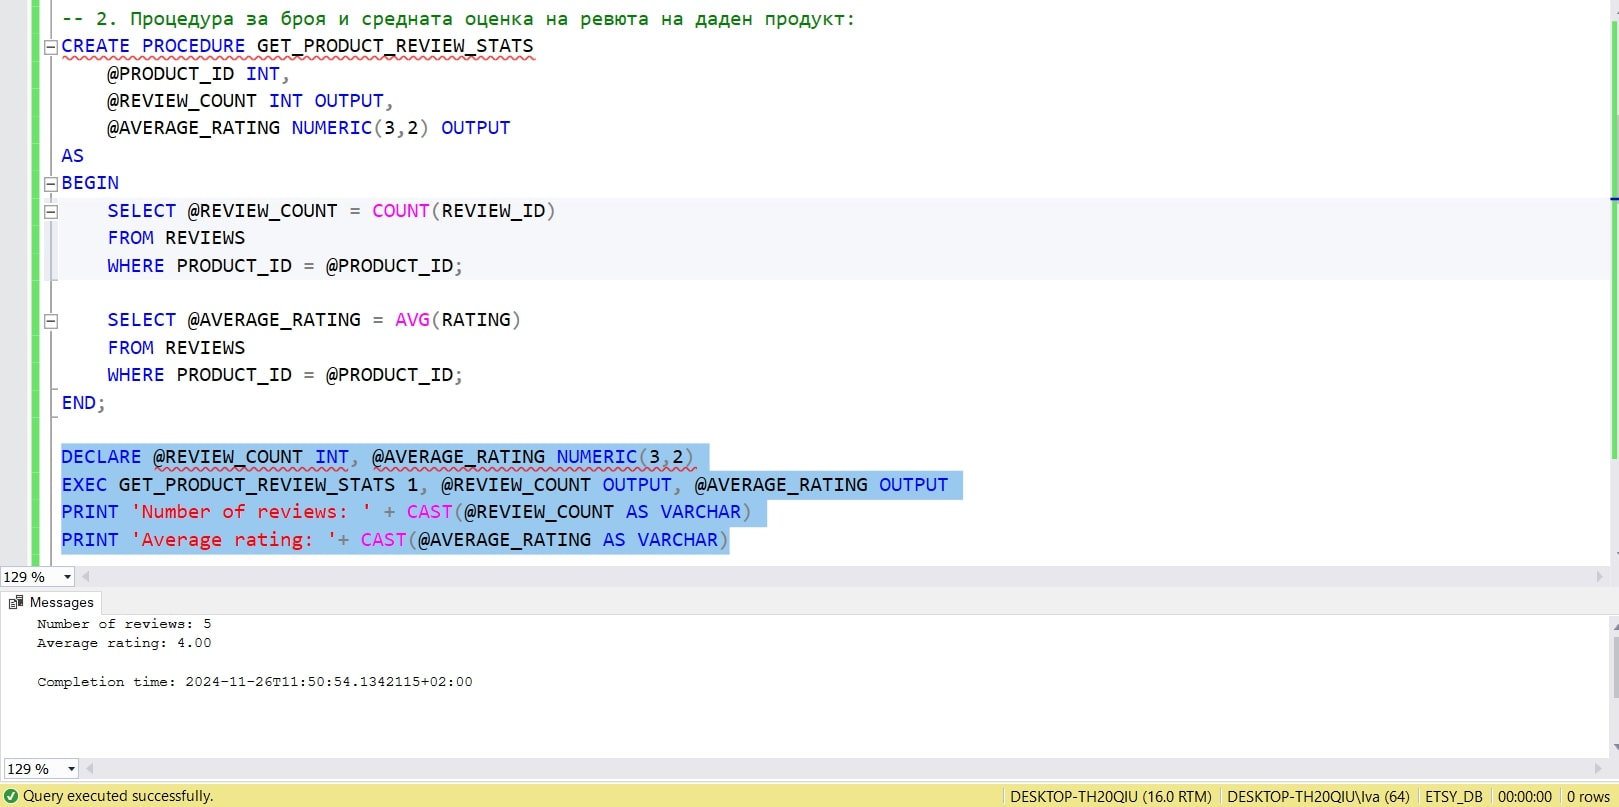 -- 2. Процедура за броя и средната оценка на ревюта на даден продукт:
CREATE PROCEDURE GET_PRODUCT_REVIEW_STATS
@PRODUCT_ID INT,
@REVIEW_COUNT INT OUTPUT,
@AVERAGE_RATING NUMERIC(3,2) OUTPUT
AS
BEGIN
SELECT @REVIEW_COUNT = COUNT(REVIEW_ID)
FROM REVIEWS
WHERE PRODUCT_ID = @PRODUCT_ID;
SELECT @AVERAGE_RATING = AVG(RATING)
FROM REVIEWS
WHERE PRODUCT_ID = @PRODUCT_ID;
END;
DECLARE @REVIEW_COUNT INT, @AVERAGE_RATING NUMERIC(3,2)
EXEC GET_PRODUCT_REVIEW_STATS 1, @REVIEW_COUNT OUTPUT, @AVERAGE_RATING OUTPUT
PRINT 'Number of reviews: ' + CAST(@REVIEW_COUNT AS VARCHAR)
PRINT 'Average rating: '+ CAST(@AVERAGE_RATING AS VARCHAR)
129 %
Messages
Number of reviews: 5
Average rating: 4.00
Completion time: 2024-11-26T11:50:54.1342115+02:00
129 %
Query executed successfully. DESKTOP-TH20QIU (16.0 RTM) DESKTOP-TH20QIU\Iva (64) ETSY_DB 00:00:00 0 rows